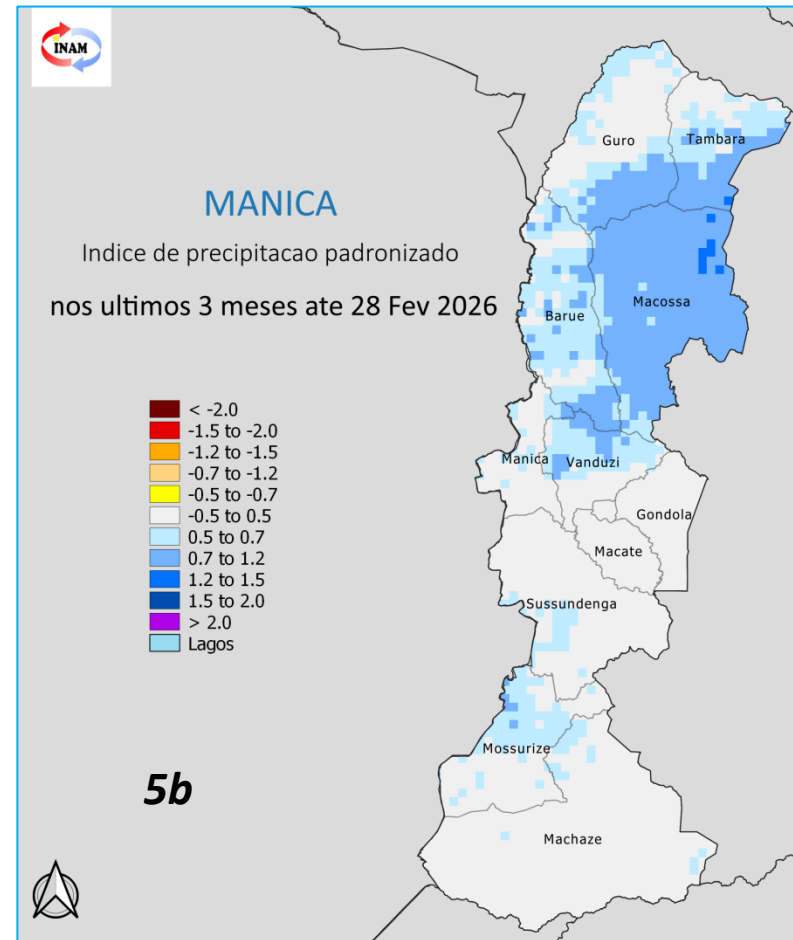 INAM
MANICA
Indice de precipitacao padronizado
nos ultimos 3 meses ate 28 Fev 2026
< -2.0
-1.5 to -2.0
-1.2 to -1.5
-0.7 to -1.2
-0.5 to -0.7
-0.5 to 0.5
0.5 to 0.7
0.7 to 1.2
1.2 to 1.5
1.5 to 2.0
> 2.0
Lagos
5b
Guro
Tambara
Macossa
Barue
Manica
Vanduzi
Gondola
Macate
Sussundenga
Mossurize
Machaze